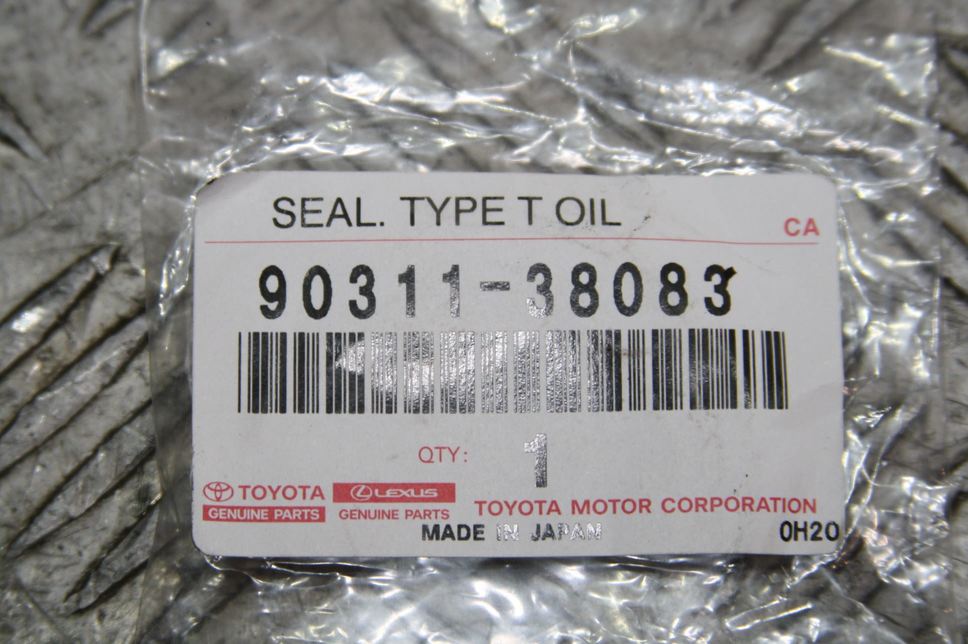 SEAL. TYPE T OIL
CA
90311-38083
QTY: 1
TOYOTA LEXUS
GENUINE PARTS GENUINE PARTS
TOYOTA MOTOR CORPORATION
MADE IN JAPAN 0H20